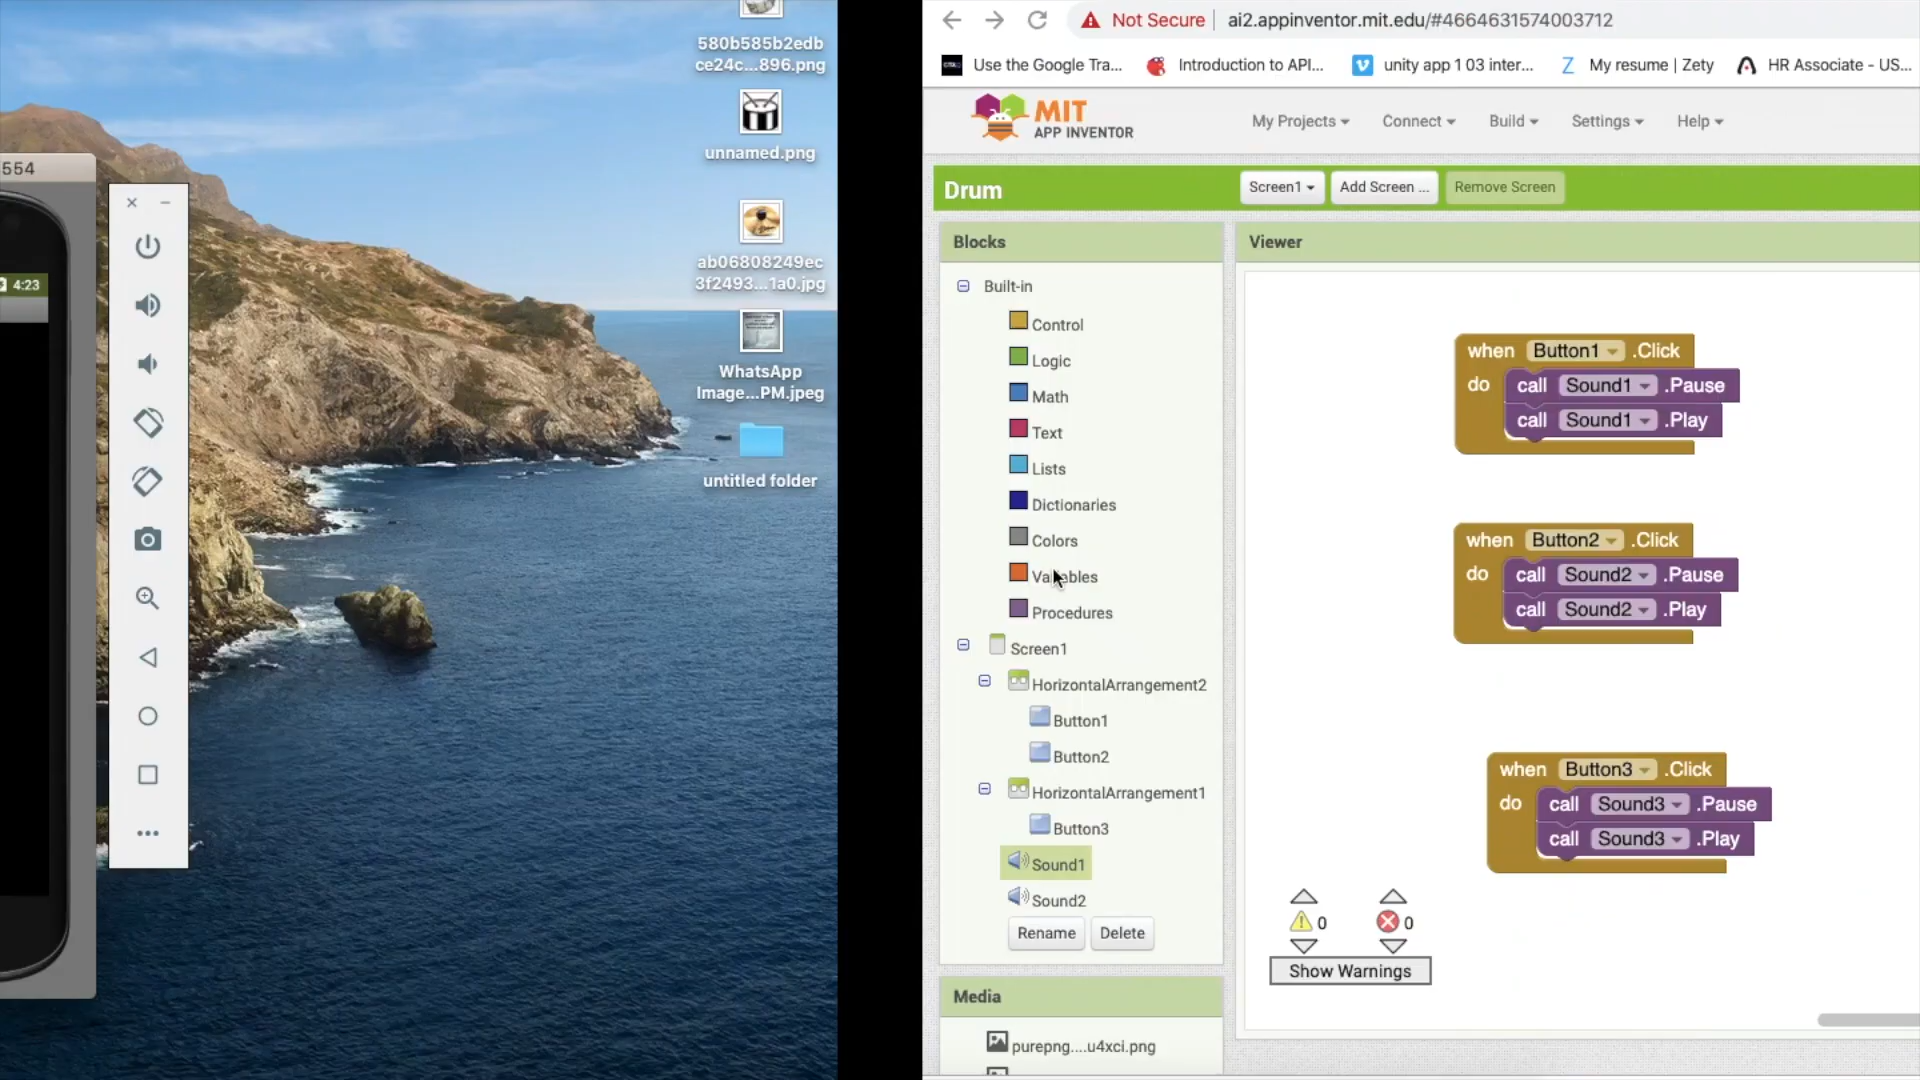 580b585b2edb
ce24c...896.png
unnamed.png
ab06808249ec
3f2493...1a0.jpg
WhatsApp
Image...PM.jpeg
untitled folder
554
4:23
Not Secure
ai2.appinventor.mit.edu/#4664631574003712
Use the Google Tra...
Introduction to API...
unity app 1 03 inter...
My resume | Zety
HR Associate - US...
MIT
APP INVENTOR
My Projects
Connect
Build
Settings
Help
Drum
Screen1
Add Screen ...
Remove Screen
Blocks
Built-in
Control
Logic
Math
Text
Lists
Dictionaries
Colors
Variables
Procedures
Screen1
HorizontalArrangement2
Button1
Button2
HorizontalArrangement1
Button3
Sound1
Sound2
Rename
Delete
Media
purepng....u4xci.png
Viewer
when Button1 .Click
do call Sound1 .Pause
call Sound1 .Play
when Button2 .Click
do call Sound2 .Pause
call Sound2 .Play
when Button3 .Click
do call Sound3 .Pause
call Sound3 .Play
0
0
Show Warnings